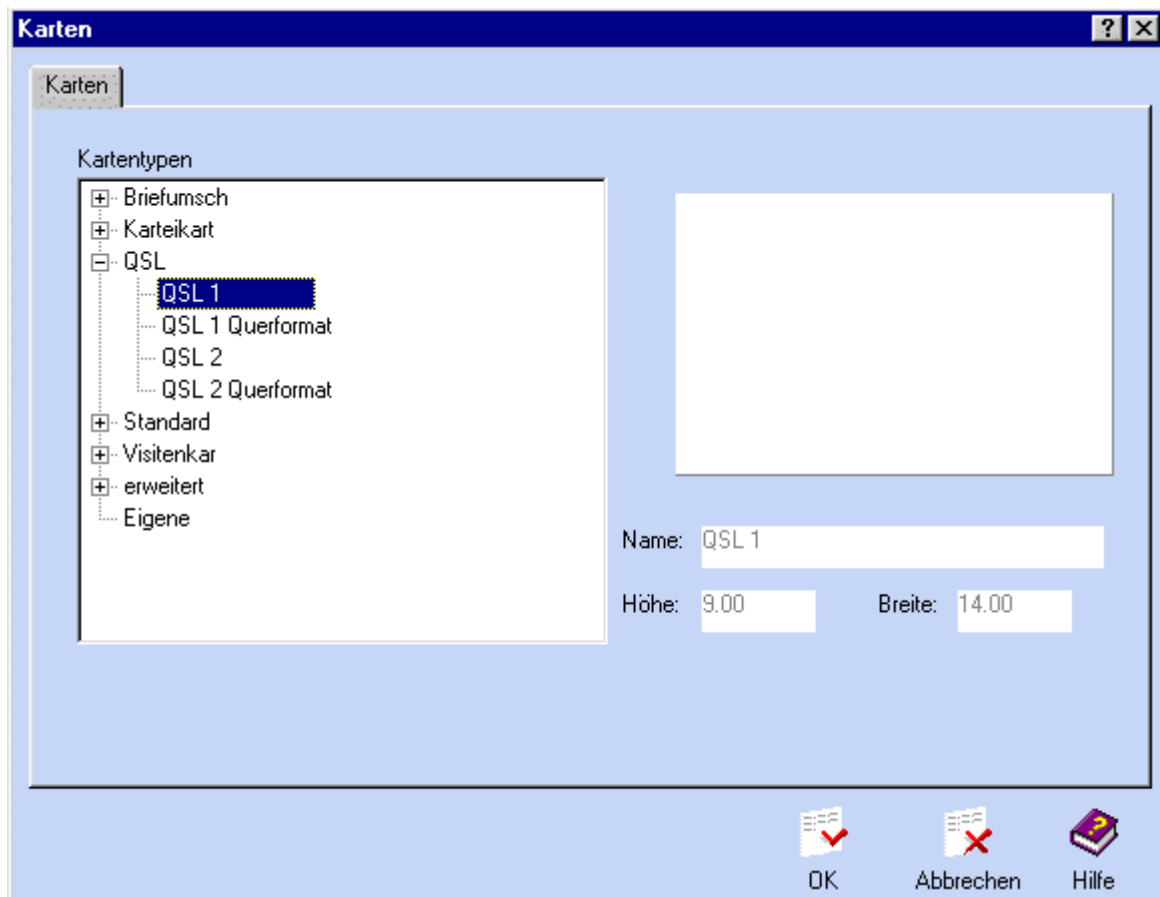 Karten
Karten
Kartentypen
Briefumsch
Karteikart
QSL
QSL 1
QSL 1 Querformat
QSL 2
QSL 2 Querformat
Standard
Visitenkar
erweitert
Eigene
Name: QSL 1
Höhe: 9.00 Breite: 14.00
OK Abbrechen Hilfe